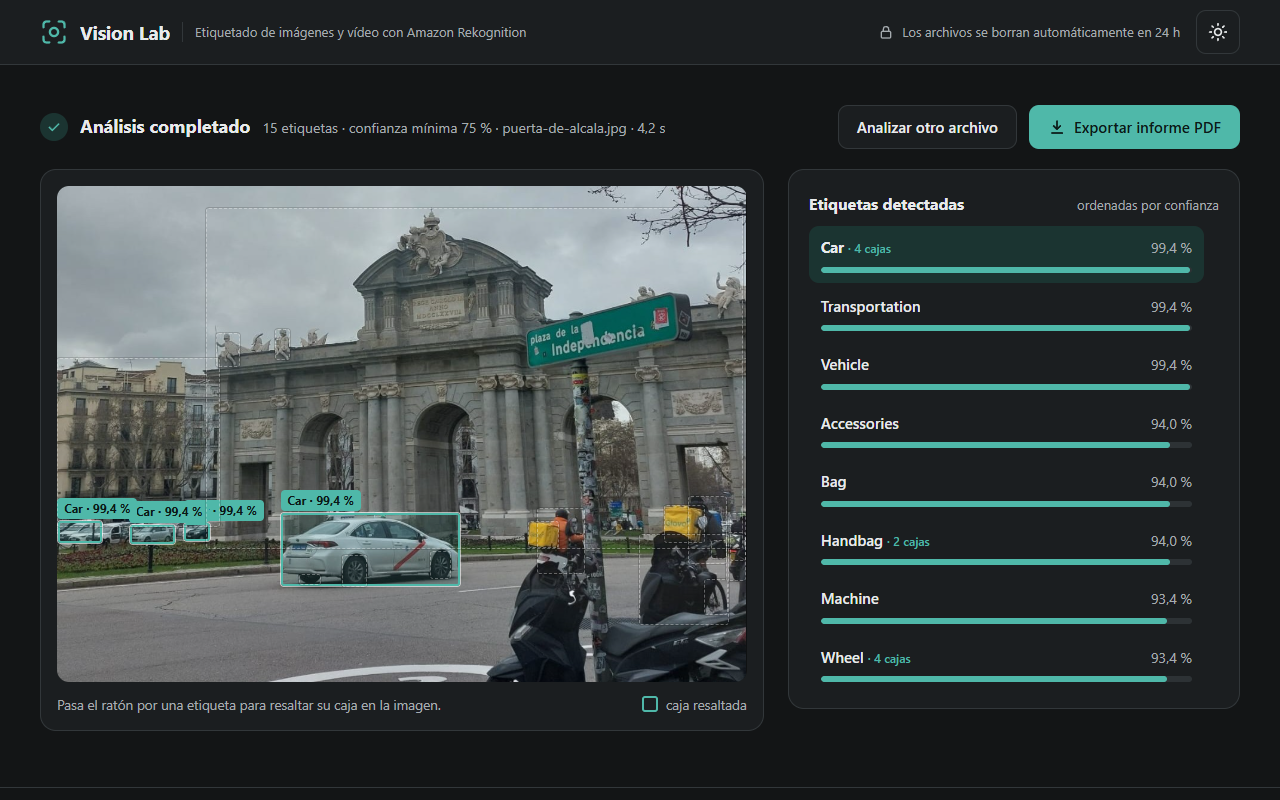 Vision Lab
Etiquetado de imágenes y vídeo con Amazon Rekognition
Los archivos se borran automáticamente en 24 h
Análisis completado
15 etiquetas · confianza mínima 75 % · puerta-de-alcala.jpg · 4,2 s
Analizar otro archivo
Exportar informe PDF
plaza de la
Independencia
Car · 99,4 %
Car · 99,4 %
· 99,4 %
Car · 99,4 %
Pasa el ratón por una etiqueta para resaltar su caja en la imagen.
caja resaltada
Etiquetas detectadas
ordenadas por confianza
Car · 4 cajas 99,4 %
Transportation 99,4 %
Vehicle 99,4 %
Accessories 94,0 %
Bag 94,0 %
Handbag · 2 cajas 94,0 %
Machine 93,4 %
Wheel · 4 cajas 93,4 %